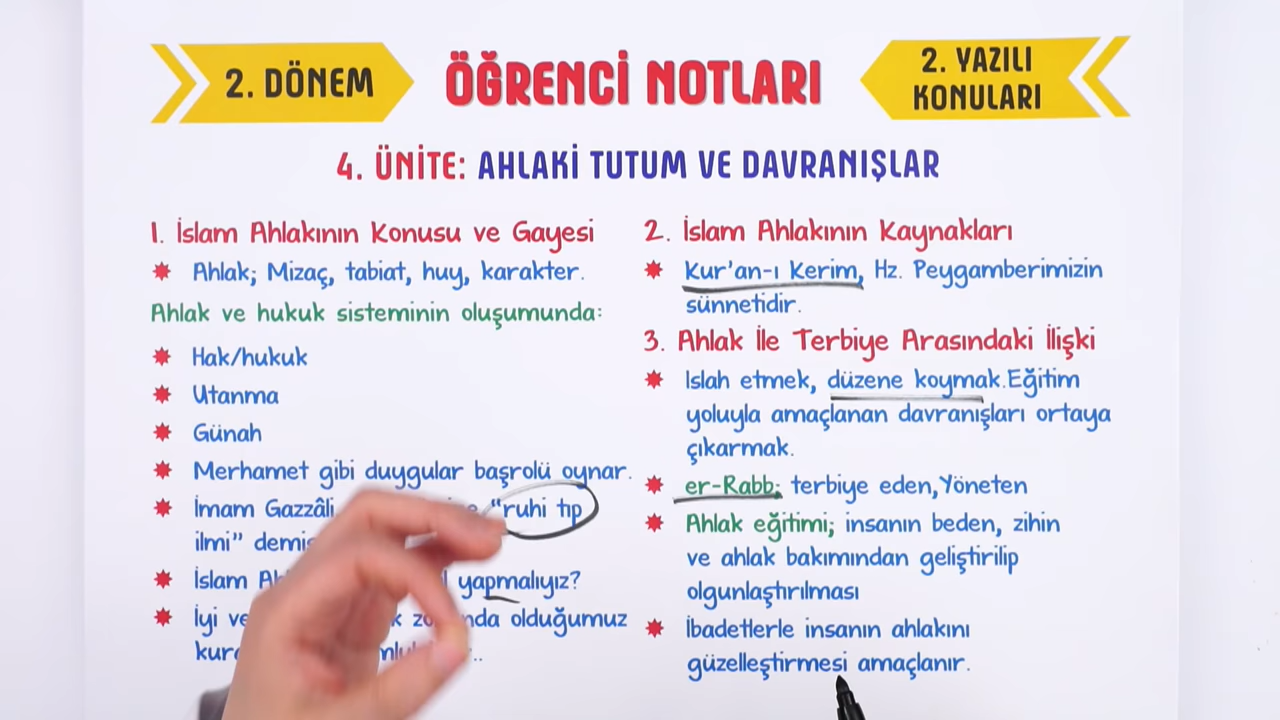 2. DÖNEM
ÖĞRENCİ NOTLARI
2. YAZILI
KONULARI
4. ÜNİTE: AHLAKİ TUTUM VE DAVRANIŞLAR
1. İslam Ahlakının Konusu ve Gayesi
Ahlak; Mizaç, tabiat, huy, karakter.
Ahlak ve hukuk sisteminin oluşumunda:
Hak/hukuk
Utanma
Günah
Merhamet gibi duygular başrolü oynar.
İmam Gazzâli "ruhi tıp
ilmi" demiş
İslam yapmalıyız?
İyi olduğumuz
2. İslam Ahlakının Kaynakları
Kur'an-ı Kerim, Hz. Peygamberimizin
sünnetidir.
3. Ahlak İle Terbiye Arasındaki İlişki
Islah etmek, düzene koymak.Eğitim
yoluyla amaçlanan davranışları ortaya
çıkarmak.
er-Rabb; terbiye eden,Yöneten
Ahlak eğitimi; insanın beden, zihin
ve ahlak bakımından geliştirilip
olgunlaştırılması
İbadetlerle insanın ahlakını
güzelleştirmesi amaçlanır.